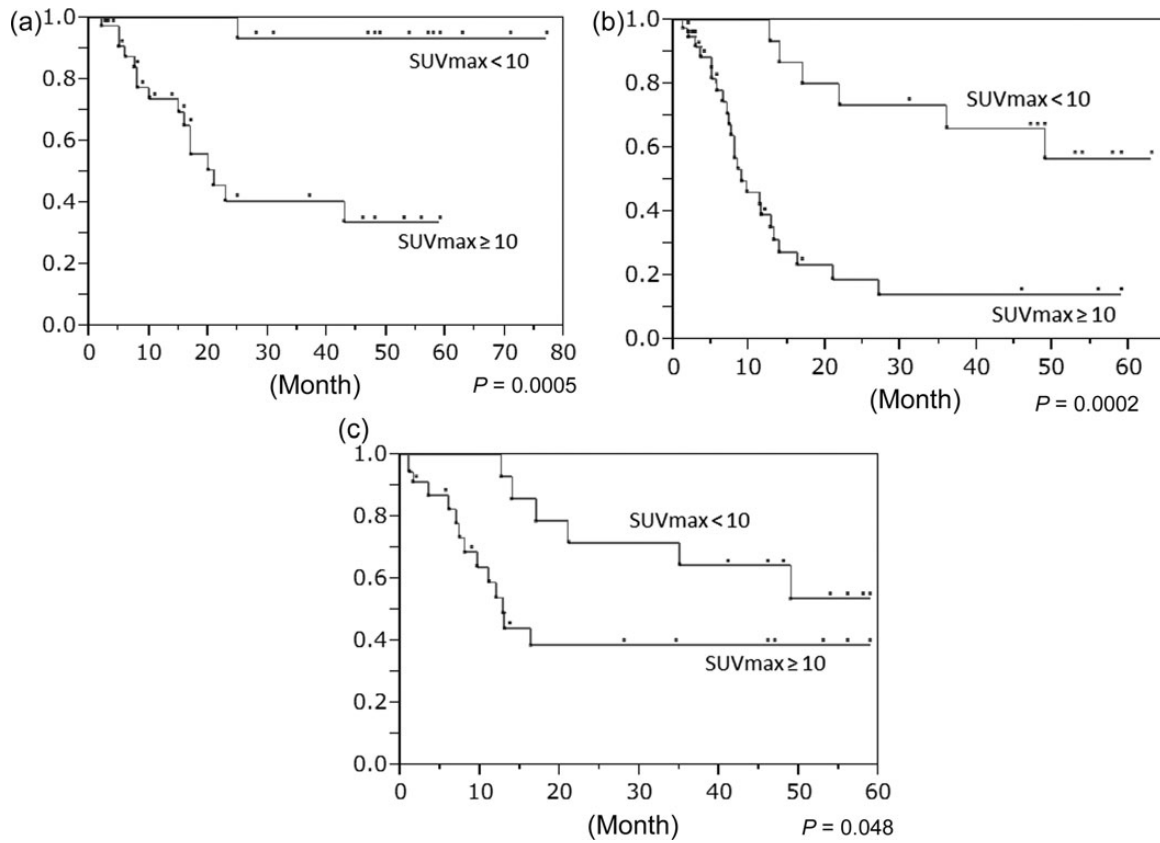 (a)
1.0
0.8
0.6
0.4
0.2
0.0
SUVmax < 10
SUVmax ≥ 10
0 10 20 30 40 50 60 70 80
(Month)
P = 0.0005
(b)
1.0
0.8
0.6
0.4
0.2
0.0
SUVmax < 10
SUVmax ≥ 10
0 10 20 30 40 50 60
(Month)
P = 0.0002
(c)
1.0
0.8
0.6
0.4
0.2
0.0
SUVmax < 10
SUVmax ≥ 10
0 10 20 30 40 50 60
(Month)
P = 0.048